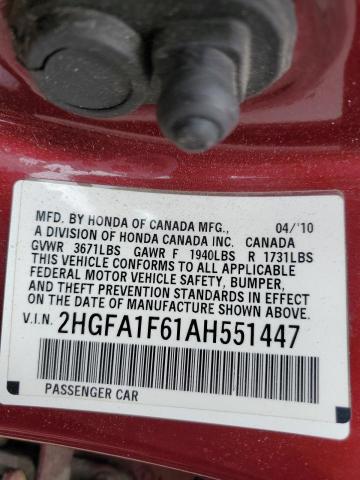 MFD. BY HONDA OF CANADA MFG., 04/'10
A DIVISION OF HONDA CANADA INC. CANADA
GVWR 3671LBS GAWR F 1940LBS R 1731LBS
THIS VEHICLE CONFORMS TO ALL APPLICABLE
FEDERAL MOTOR VEHICLE SAFETY, BUMPER,
AND THEFT PREVENTION STANDARDS IN EFFECT
ON THE DATE OF MANUFACTURE SHOWN ABOVE.
V.I.N. 2HGFA1F61AH551447
PASSENGER CAR